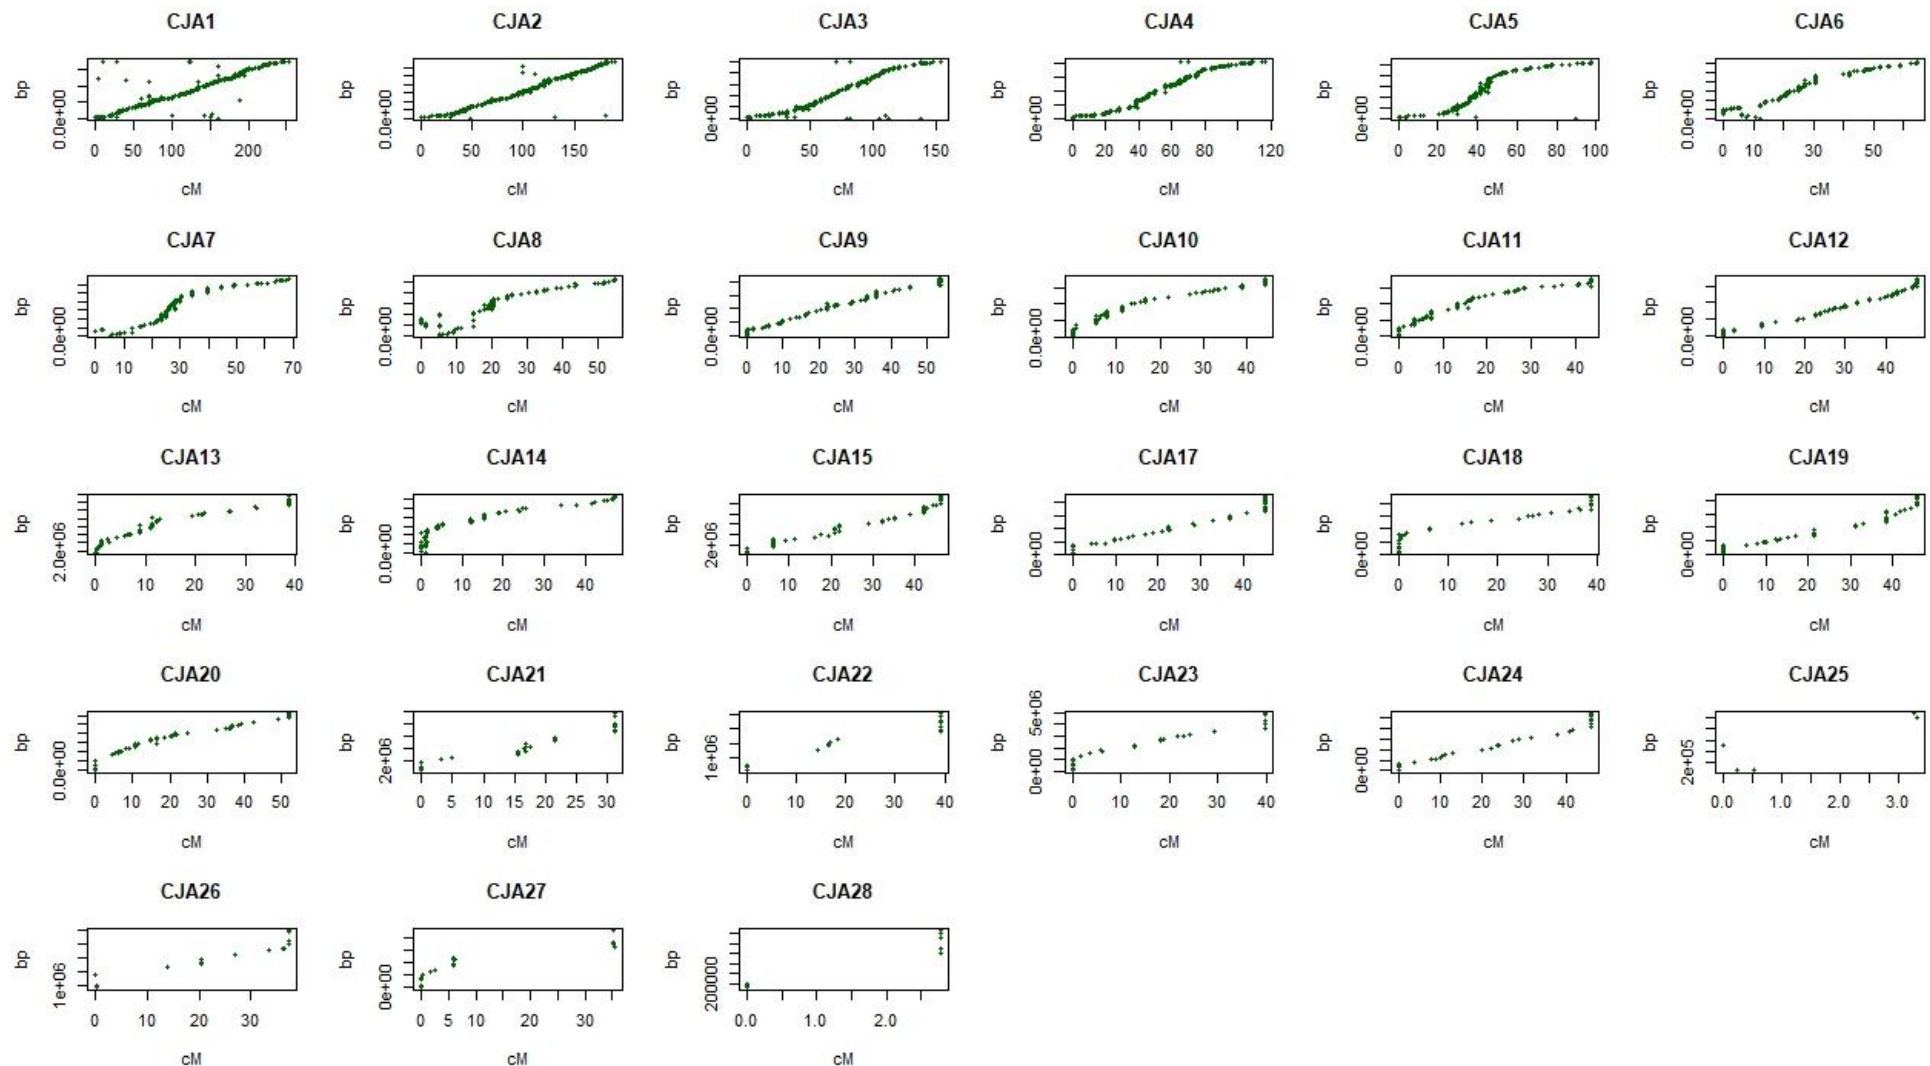 CJA1 CJA2 CJA3 CJA4 CJA5 CJA6
bp bp bp bp bp bp
0.0e+00 0.0e+00 0e+00 0e+00 0e+00 0.0e+00
0 50 100 200 0 50 100 150 0 50 100 150 0 20 40 60 80 120 0 20 40 60 80 100 0 10 30 50
cM cM cM cM cM cM
CJA7 CJA8 CJA9 CJA10 CJA11 CJA12
bp bp bp bp bp bp
0.0e+00 0.0e+00 0.0e+00 0.0e+00 0.0e+00 0.0e+00
0 10 30 50 70 0 10 20 30 40 50 0 10 20 30 40 50 0 10 20 30 40 0 10 20 30 40 0 10 20 30 40
cM cM cM cM cM cM
CJA13 CJA14 CJA15 CJA17 CJA18 CJA19
bp bp bp bp bp bp
2.0e+06 0.0e+00 2e+06 0e+00 0e+00 0e+00
0 10 20 30 40 0 10 20 30 40 0 10 20 30 40 0 10 20 30 40 0 10 20 30 40 0 10 20 30 40
cM cM cM cM cM cM
CJA20 CJA21 CJA22 CJA23 CJA24 CJA25
bp bp bp bp bp bp
0.0e+00 2e+06 1e+06 0e+00 5e+06 0e+00 2e+05
0 10 20 30 40 50 0 5 10 15 20 25 30 0 10 20 30 40 0 10 20 30 40 0 10 20 30 40 0.0 1.0 2.0 3.0
cM cM cM cM cM cM
CJA26 CJA27 CJA28
bp bp bp
1e+06 0e+00 200000
0 10 20 30 0 5 10 20 30 0.0 1.0 2.0
cM cM cM